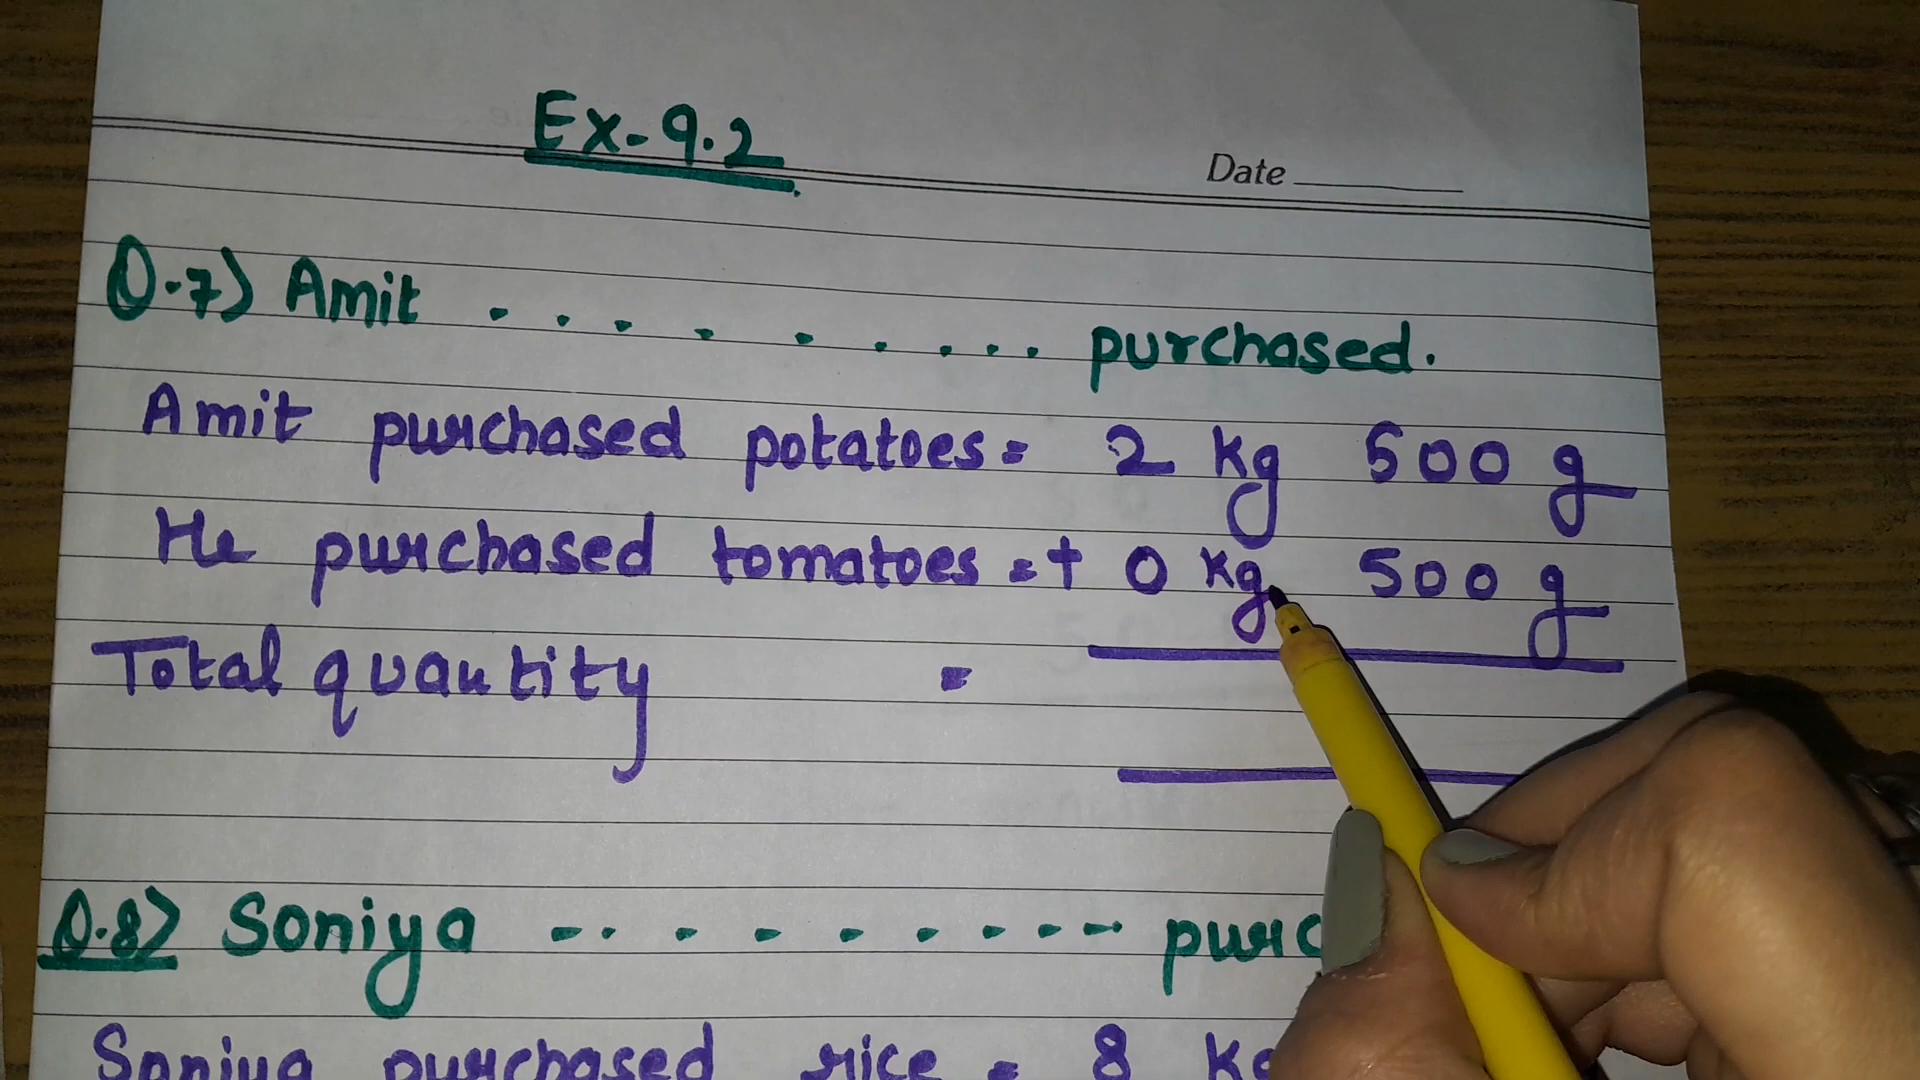 Ex-9.2
Date
Q.7) Amit ......... purchased.
Amit purchased potatoes = 2 kg 500 g
He purchased tomatoes = + 0 kg 500 g
Total quantity =
Q.8) Soniya ---------
Soniya purchased rice = 8